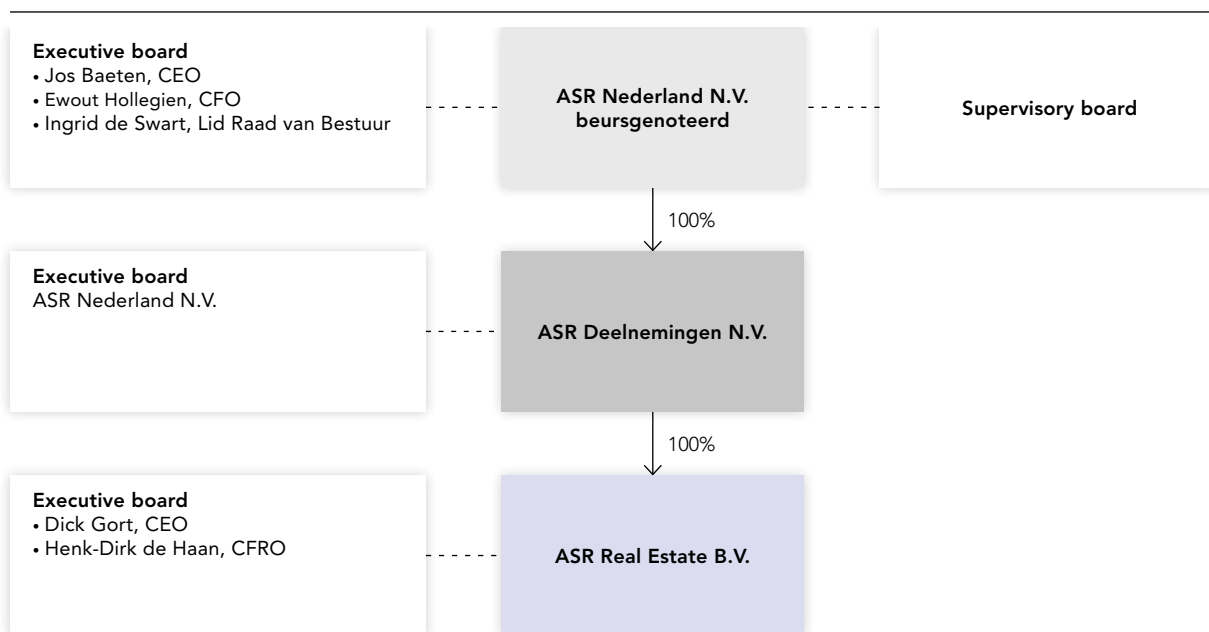 Executive board
• Jos Baeten, CEO
• Ewout Hollegien, CFO
• Ingrid de Swart, Lid Raad van Bestuur
ASR Nederland N.V.
beursgenoteerd
Supervisory board
100%
Executive board
ASR Nederland N.V.
ASR Deelnemingen N.V.
100%
Executive board
• Dick Gort, CEO
• Henk-Dirk de Haan, CFRO
ASR Real Estate B.V.